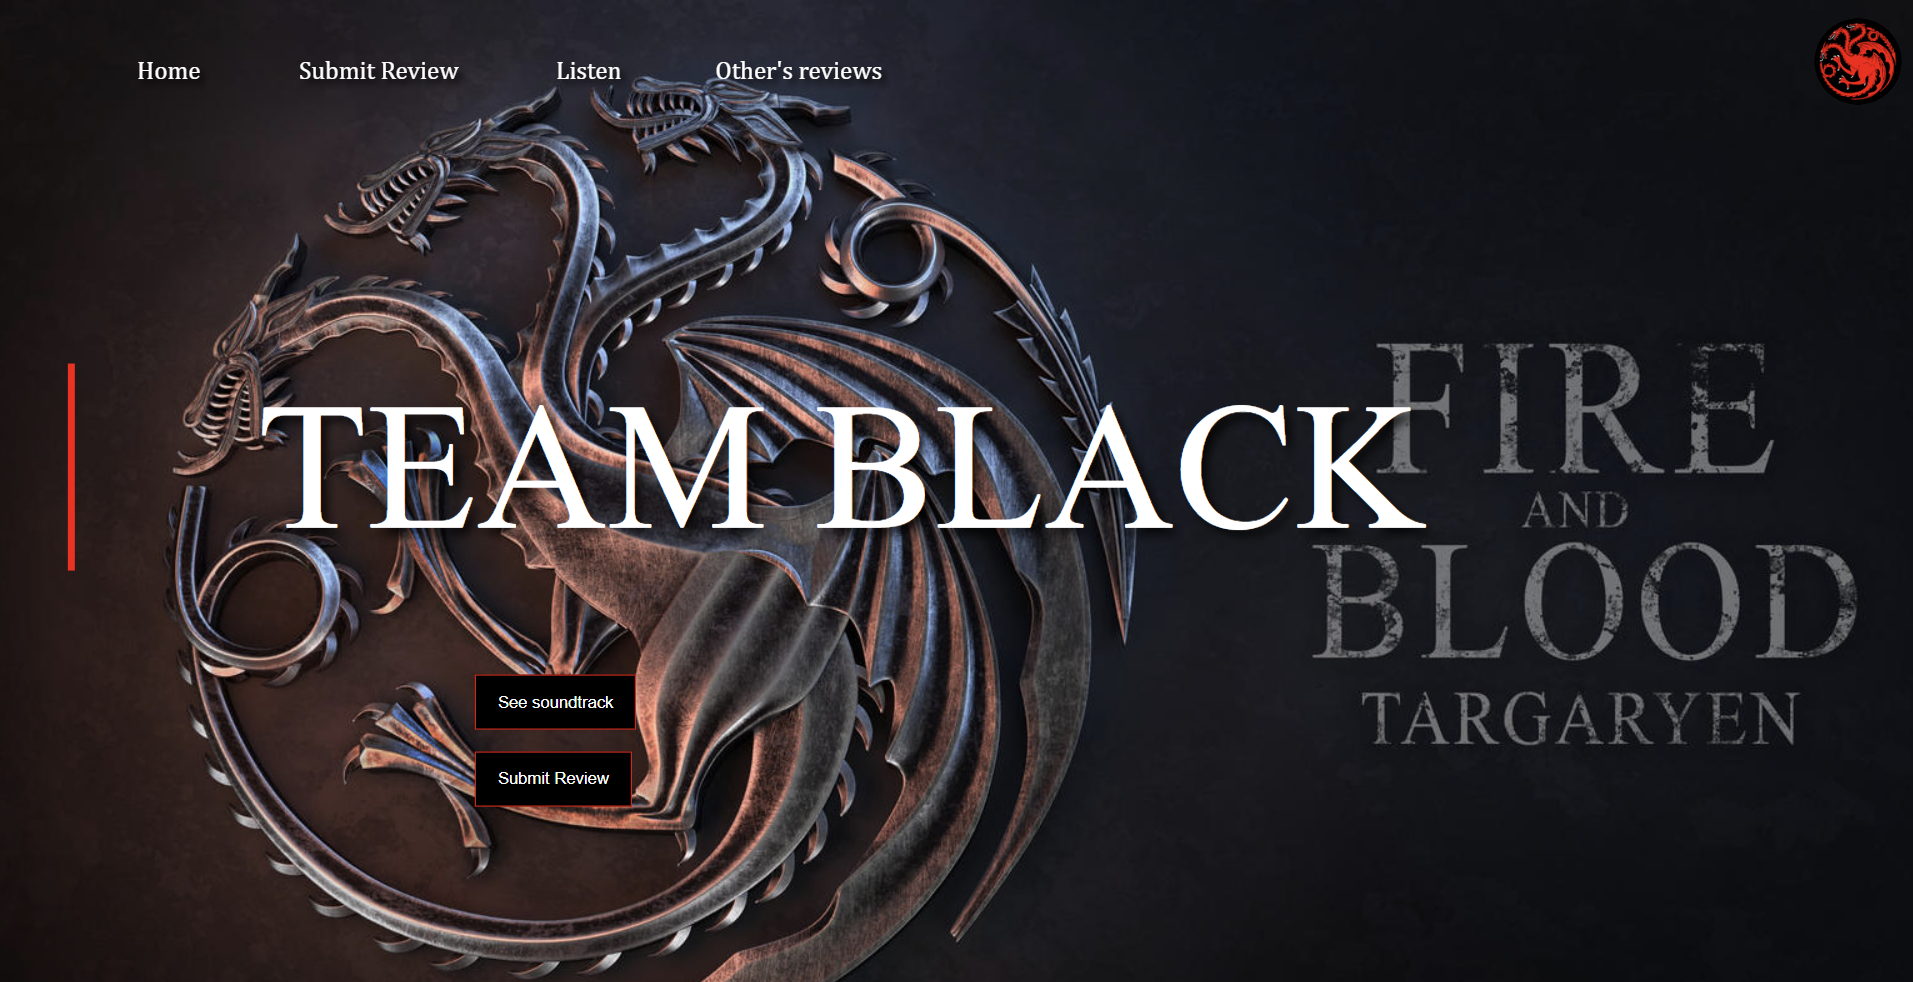 Home Submit Review Listen Other's reviews
TEAM BLACK
FIRE
AND
BLOOD
TARGARYEN
See soundtrack
Submit Review